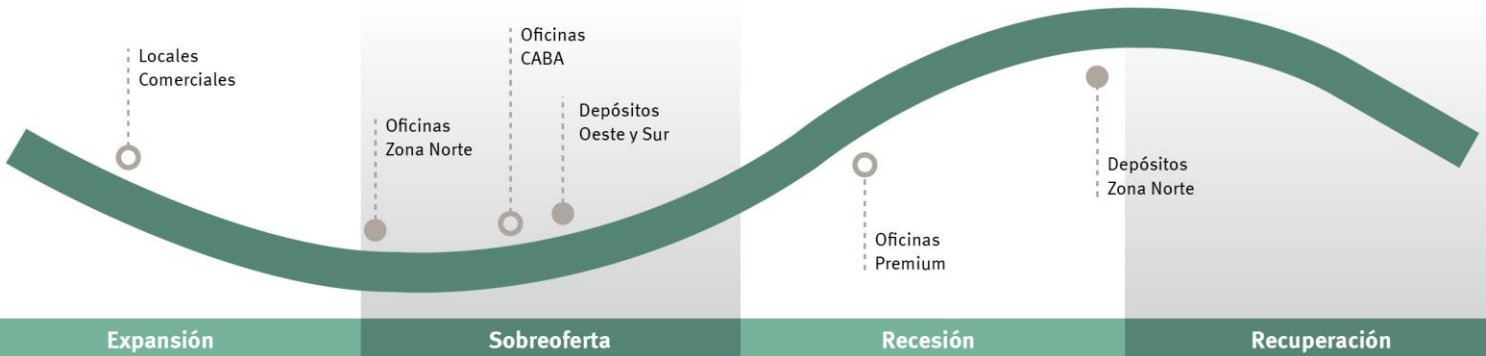 Locales
Comerciales
Oficinas
Zona Norte
Oficinas
CABA
Depósitos
Oeste y Sur
Oficinas
Premium
Depósitos
Zona Norte
Expansión
Sobreoferta
Recesión
Recuperación